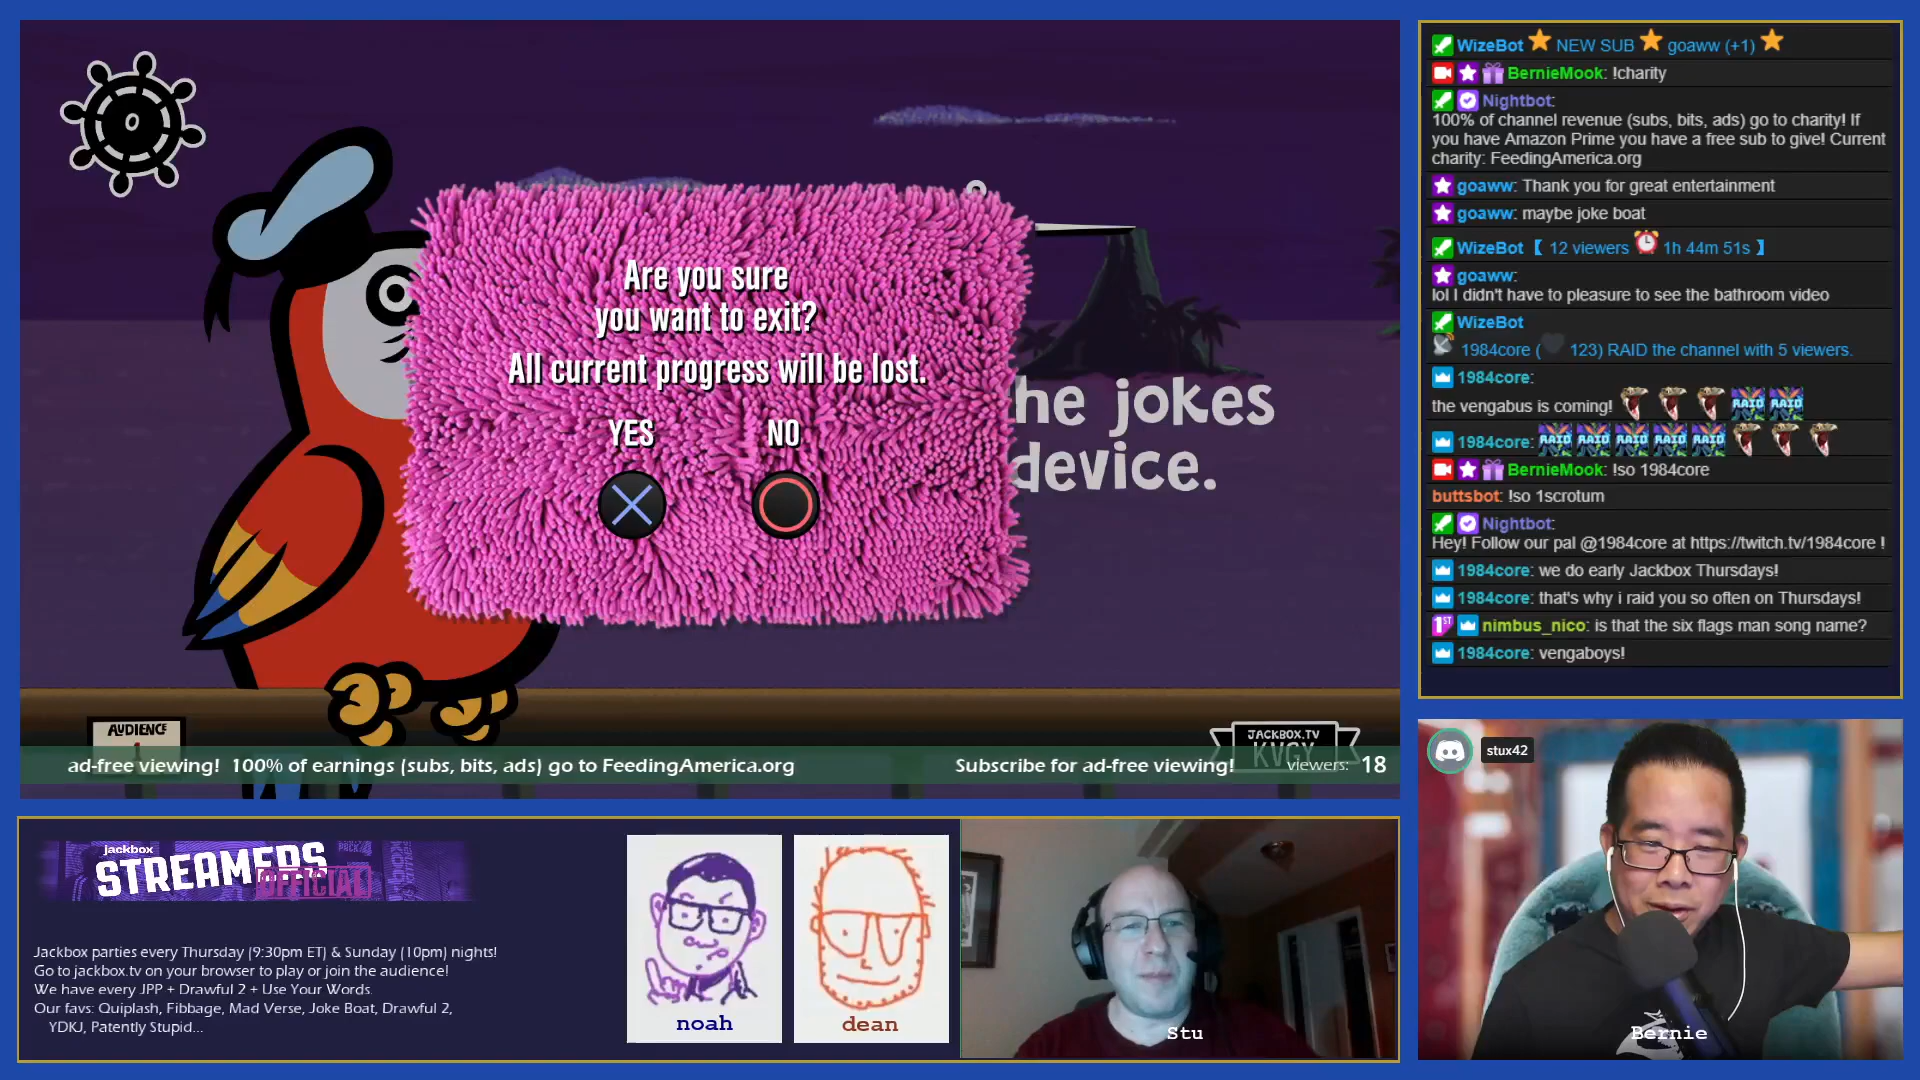 Are you sure
you want to exit?
All current progress will be lost.
YES
NO
he jokes
device.
AUDIENCE
1
JACKBOX.TV
KVGY
ad-free viewing! 100% of earnings (subs, bits, ads) go to FeedingAmerica.org
Subscribe for ad-free viewing!
viewers: 18
WizeBot NEW SUB goaww (+1)
BernieMook: !charity
Nightbot:
100% of channel revenue (subs, bits, ads) go to charity! If
you have Amazon Prime you have a free sub to give! Current
charity: FeedingAmerica.org
goaww: Thank you for great entertainment
goaww: maybe joke boat
WizeBot【 12 viewers 1h 44m 51s 】
goaww:
lol I didn't have to pleasure to see the bathroom video
WizeBot
1984core ( 123) RAID the channel with 5 viewers.
1984core:
the vengabus is coming! RAID RAID
1984core: RAID RAID RAID RAID RAID
BernieMook: !so 1984core
buttsbot: !so 1scrotum
Nightbot:
Hey! Follow our pal @1984core at https://twitch.tv/1984core !
1984core: we do early Jackbox Thursdays!
1984core: that's why i raid you so often on Thursdays!
1ST nimbus_nico: is that the six flags man song name?
1984core: vengaboys!
jackbox
STREAMERS
OFFICIAL
Jackbox parties every Thursday (9:30pm ET) & Sunday (10pm) nights!
Go to jackbox.tv on your browser to play or join the audience!
We have every JPP + Drawful 2 + Use Your Words.
Our favs: Quiplash, Fibbage, Mad Verse, Joke Boat, Drawful 2,
YDKJ, Patently Stupid...
noah
dean
Stu
stux42
Bernie